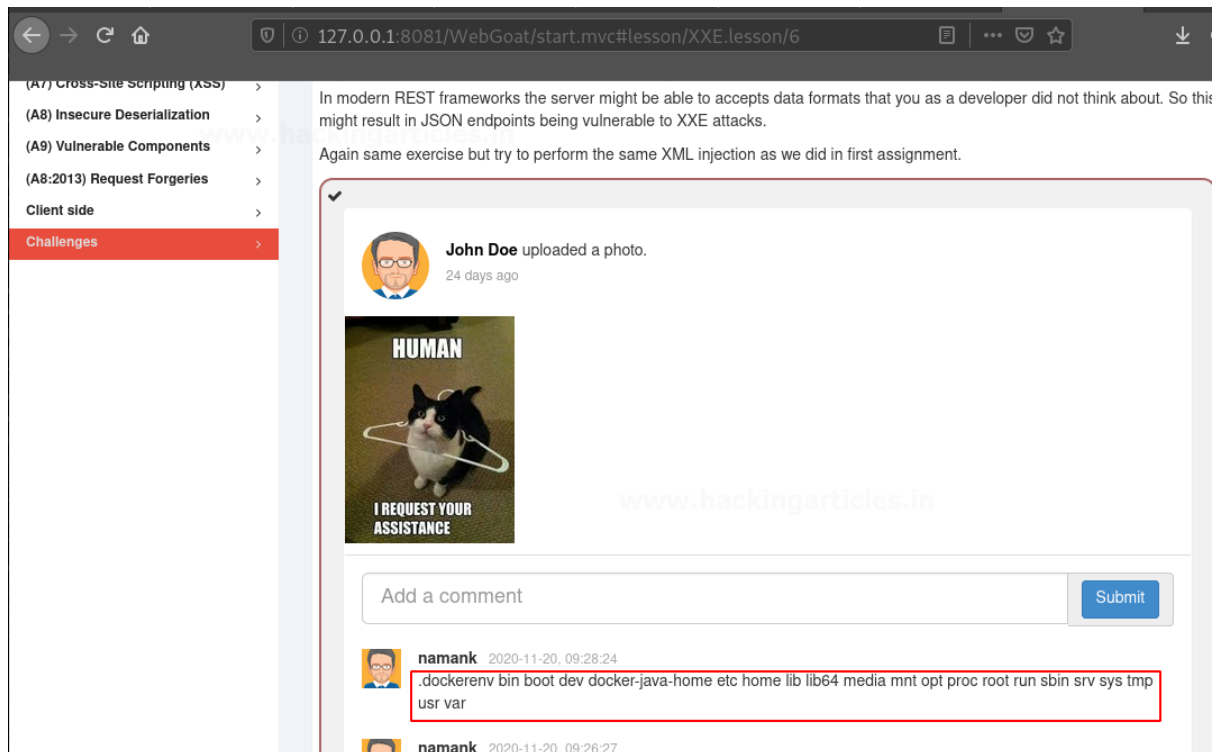 127.0.0.1:8081/WebGoat/start.mvc#lesson/XXE.lesson/6
(A7) Cross-Site Scripting (XSS)
(A8) Insecure Deserialization
(A9) Vulnerable Components
(A8:2013) Request Forgeries
Client side
Challenges
www.hackingarticles.in
In modern REST frameworks the server might be able to accepts data formats that you as a developer did not think about. So this
might result in JSON endpoints being vulnerable to XXE attacks.
Again same exercise but try to perform the same XML injection as we did in first assignment.
John Doe uploaded a photo.
24 days ago
HUMAN
I REQUEST YOUR
ASSISTANCE
www.hackingarticles.in
Add a comment
Submit
namank 2020-11-20, 09:28:24
.dockerenv bin boot dev docker-java-home etc home lib lib64 media mnt opt proc root run sbin srv sys tmp
usr var
namank 2020-11-20, 09:26:27